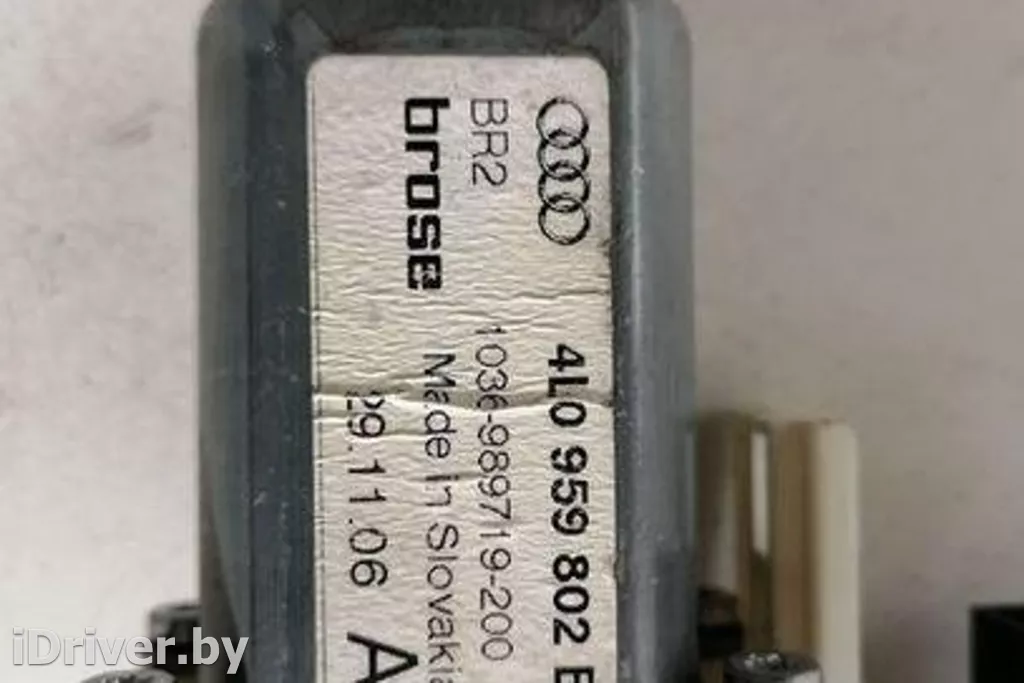 4L0 959 802
BR2
1036-989719-200
brose
Made in Slovakia
29.11.06
A
iDriver.by